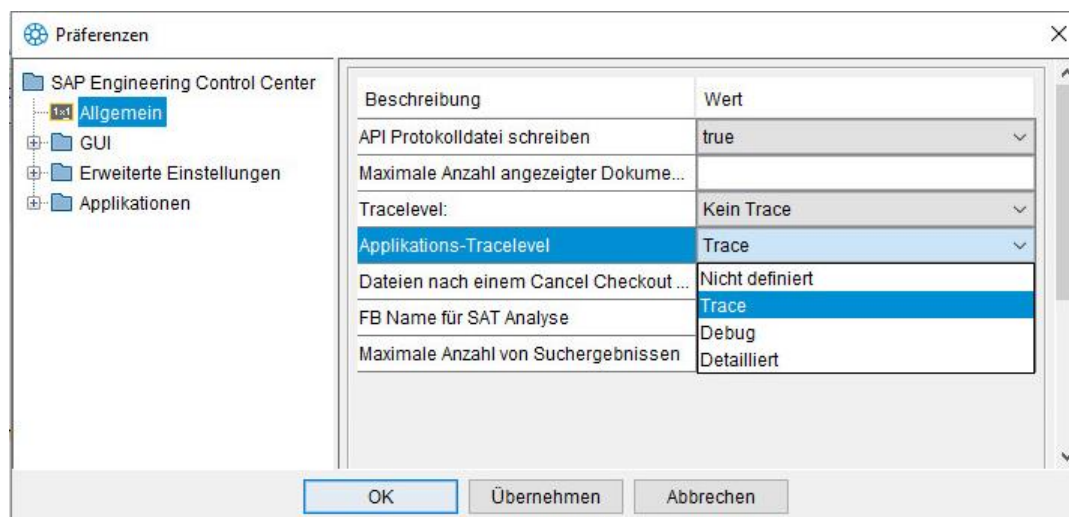 Präferenzen
SAP Engineering Control Center
1x1 Allgemein
GUI
Erweiterte Einstellungen
Applikationen
Beschreibung Wert
API Protokolldatei schreiben true
Maximale Anzahl angezeigter Dokume...
Tracelevel: Kein Trace
Applikations-Tracelevel Trace
Dateien nach einem Cancel Checkout ... Nicht definiert
Trace
FB Name für SAT Analyse Debug
Maximale Anzahl von Suchergebnissen Detailliert
OK Übernehmen Abbrechen